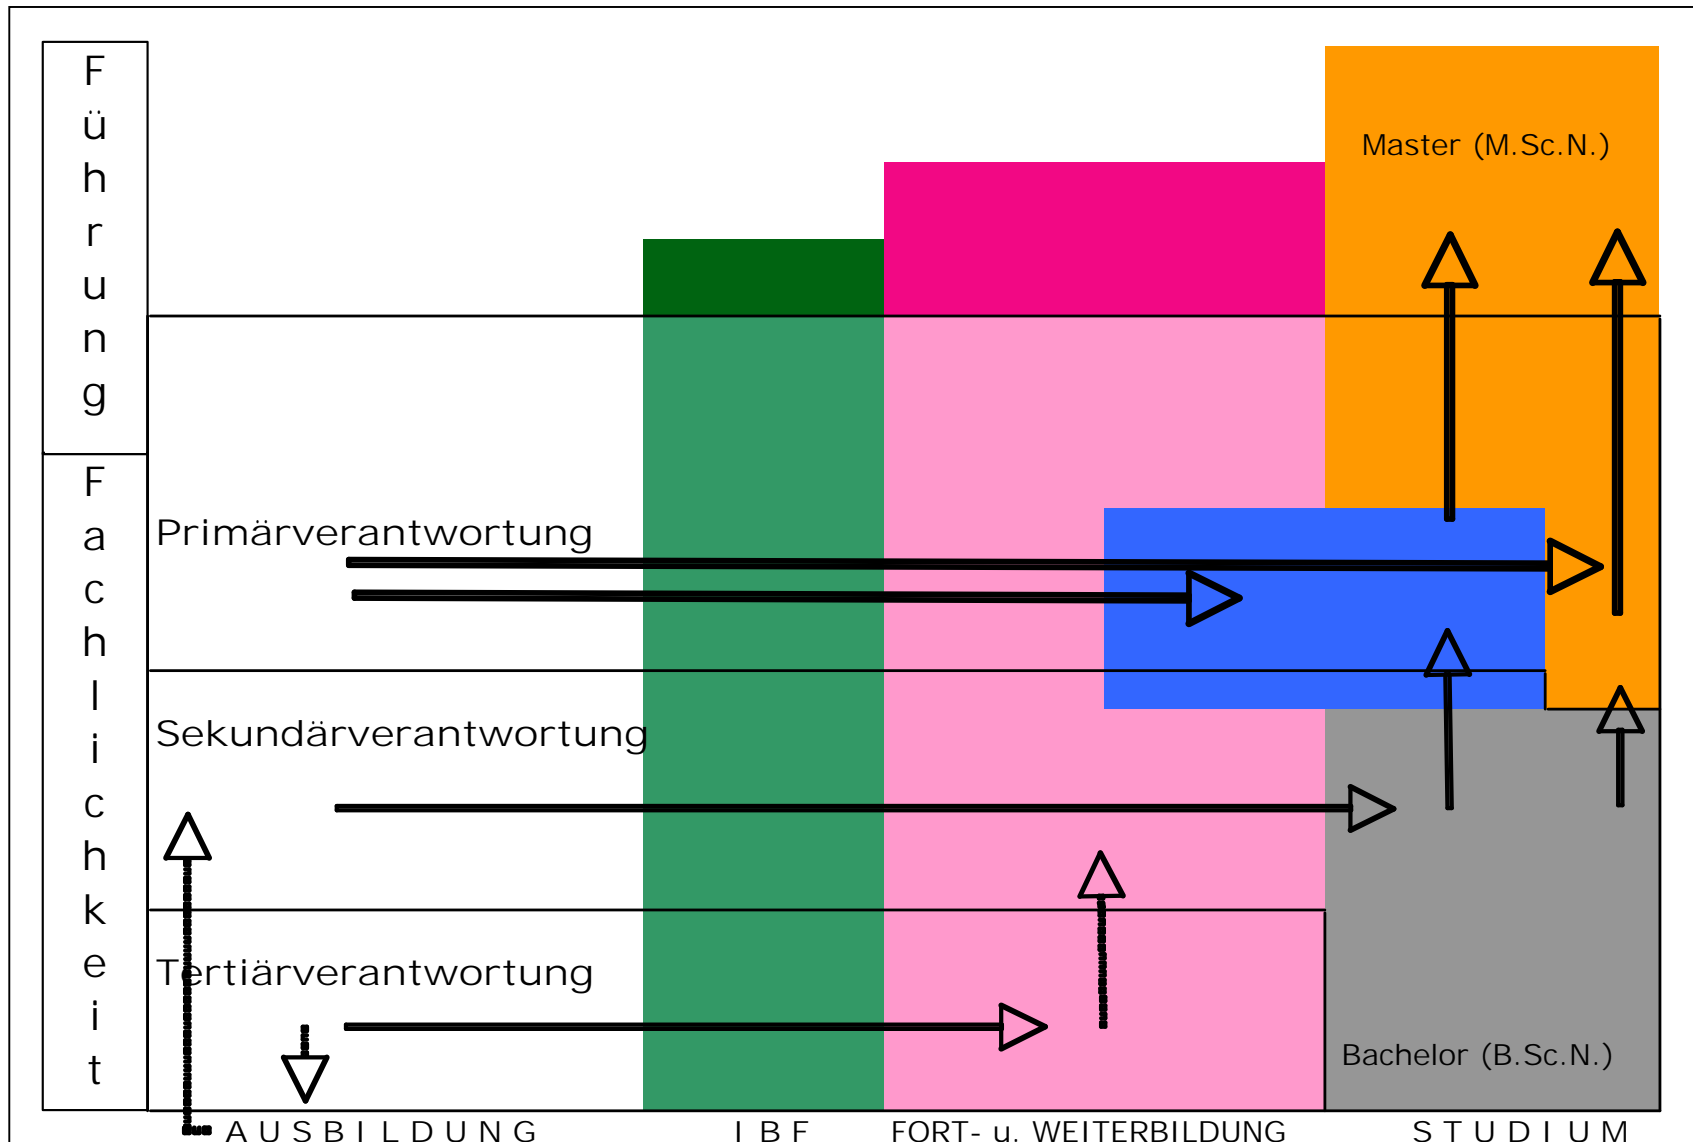 Führung
Fachlichkeit
Master (M.Sc.N.)
Primärverantwortung
Sekundärverantwortung
Tertiärverantwortung
Bachelor (B.Sc.N.)
AUSBILDUNG
IBF
FORT- u. WEITERBILDUNG
STUDIUM